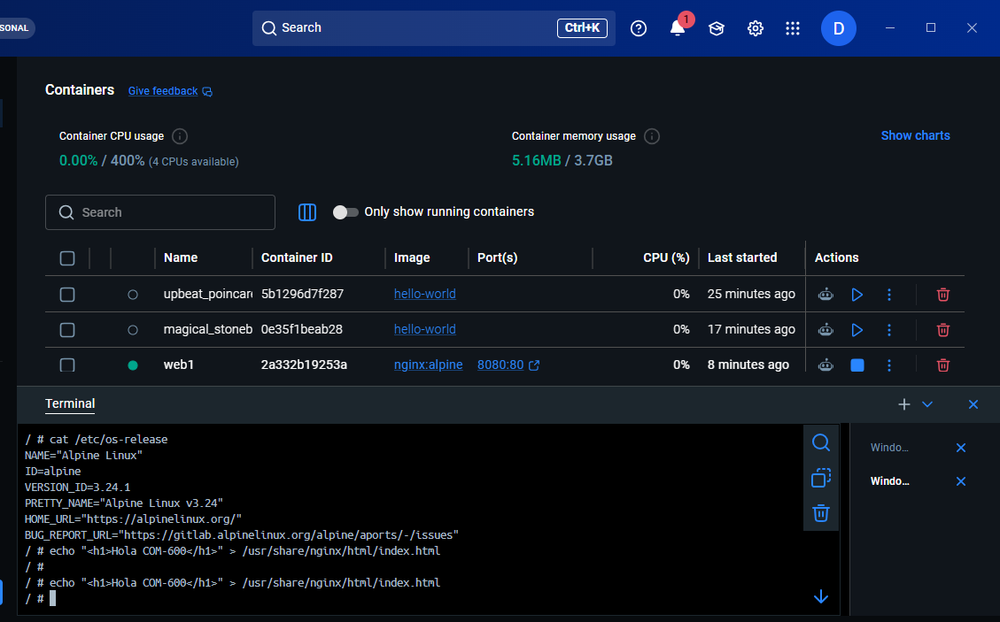 SONAL
Search
Ctrl+K
1
D
Containers
Give feedback
Container CPU usage
0.00% / 400% (4 CPUs available)
Container memory usage
5.16MB / 3.7GB
Show charts
Search
Only show running containers
Name Container ID Image Port(s) CPU (%) Last started Actions
upbeat_poincare 5b1296d7f287 hello-world 0% 25 minutes ago
magical_stoneb 0e35f1beab28 hello-world 0% 17 minutes ago
web1 2a332b19253a nginx:alpine 8080:80 0% 8 minutes ago
Terminal
/ # cat /etc/os-release
NAME="Alpine Linux"
ID=alpine
VERSION_ID=3.24.1
PRETTY_NAME="Alpine Linux v3.24"
HOME_URL="https://alpinelinux.org/"
BUG_REPORT_URL="https://gitlab.alpinelinux.org/alpine/aports/-/issues"
/ # echo "<h1>Hola COM-600</h1>" > /usr/share/nginx/html/index.html
/ #
/ # echo "<h1>Hola COM-600</h1>" > /usr/share/nginx/html/index.html
/ #
Windo...
Windo...